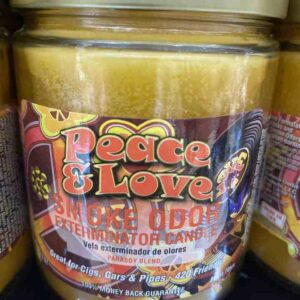 Peace
& Love
SMOKE ODOR
EXTERMINATOR CANDLE
Vela exterminador de olores
PARASOY BLEND
Great for Cigs, Cigars & Pipes - 420
100% MONEY BACK GUARANTEE